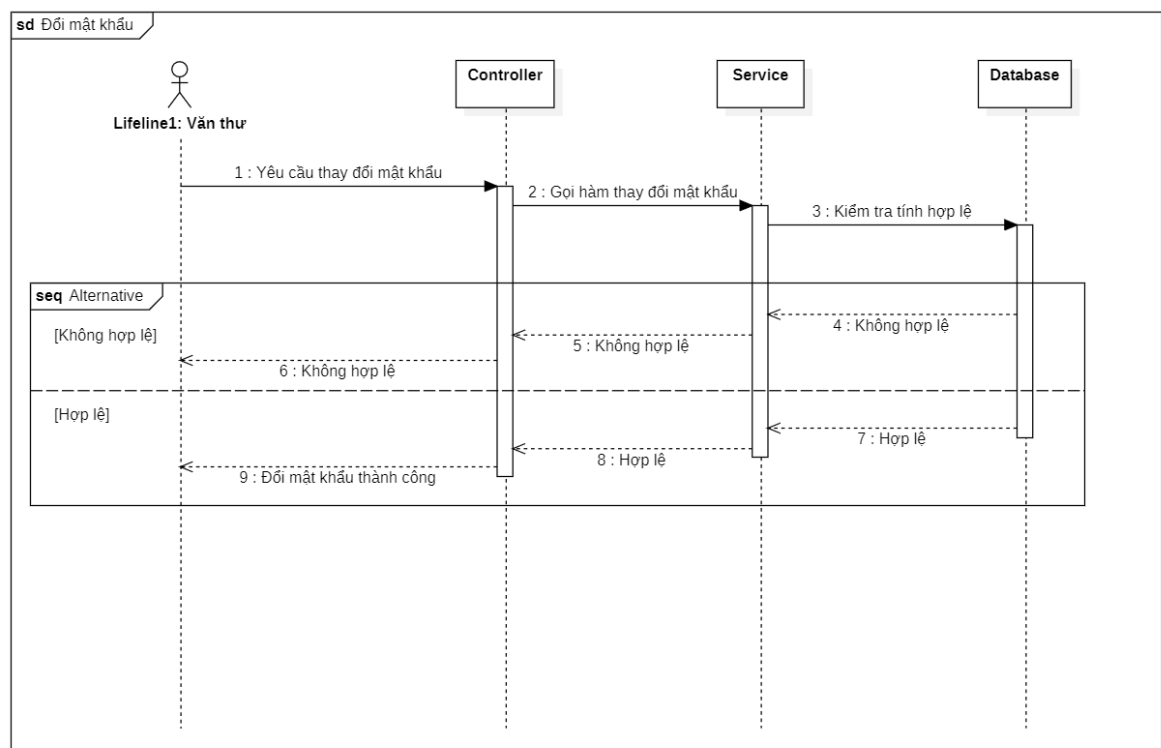 sd Đổi mật khẩu
Controller
Service
Database
Lifeline1: Văn thư
1 : Yêu cầu thay đổi mật khẩu
2 : Gọi hàm thay đổi mật khẩu
3 : Kiểm tra tính hợp lệ
seq Alternative
[Không hợp lệ]
4 : Không hợp lệ
5 : Không hợp lệ
6 : Không hợp lệ
[Hợp lệ]
7 : Hợp lệ
8 : Hợp lệ
9 : Đổi mật khẩu thành công